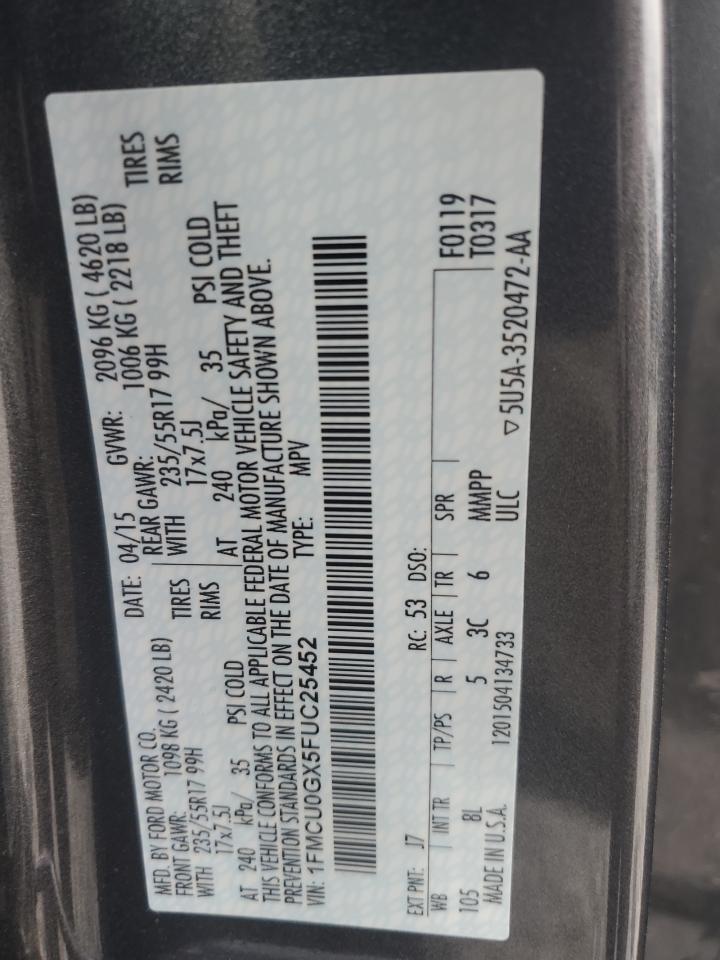 MFD. BY FORD MOTOR CO.
DATE: 04/15 GVWR: 2096 KG ( 4620 LB)
FRONT GAWR: 1098 KG ( 2420 LB)
REAR GAWR: 1006 KG ( 2218 LB)
WITH 235/55R17 99H TIRES
WITH 235/55R17 99H TIRES
17x7.5J RIMS
17x7.5J RIMS
AT 240 kPa/ 35 PSI COLD
AT 240 kPa/ 35 PSI COLD
THIS VEHICLE CONFORMS TO ALL APPLICABLE FEDERAL MOTOR VEHICLE SAFETY AND THEFT
PREVENTION STANDARDS IN EFFECT ON THE DATE OF MANUFACTURE SHOWN ABOVE.
VIN: 1FMCU0GX5FUC25452 TYPE: MPV
EXT PNT: J7 RC: 53 DSO: F0119
WB INT TR TP/PS R AXLE TR SPR T0317
105 8L 5 3C 6 MMPP
ULC
MADE IN U.S.A. 1201504134733 ▽5U5A-3520472-AA